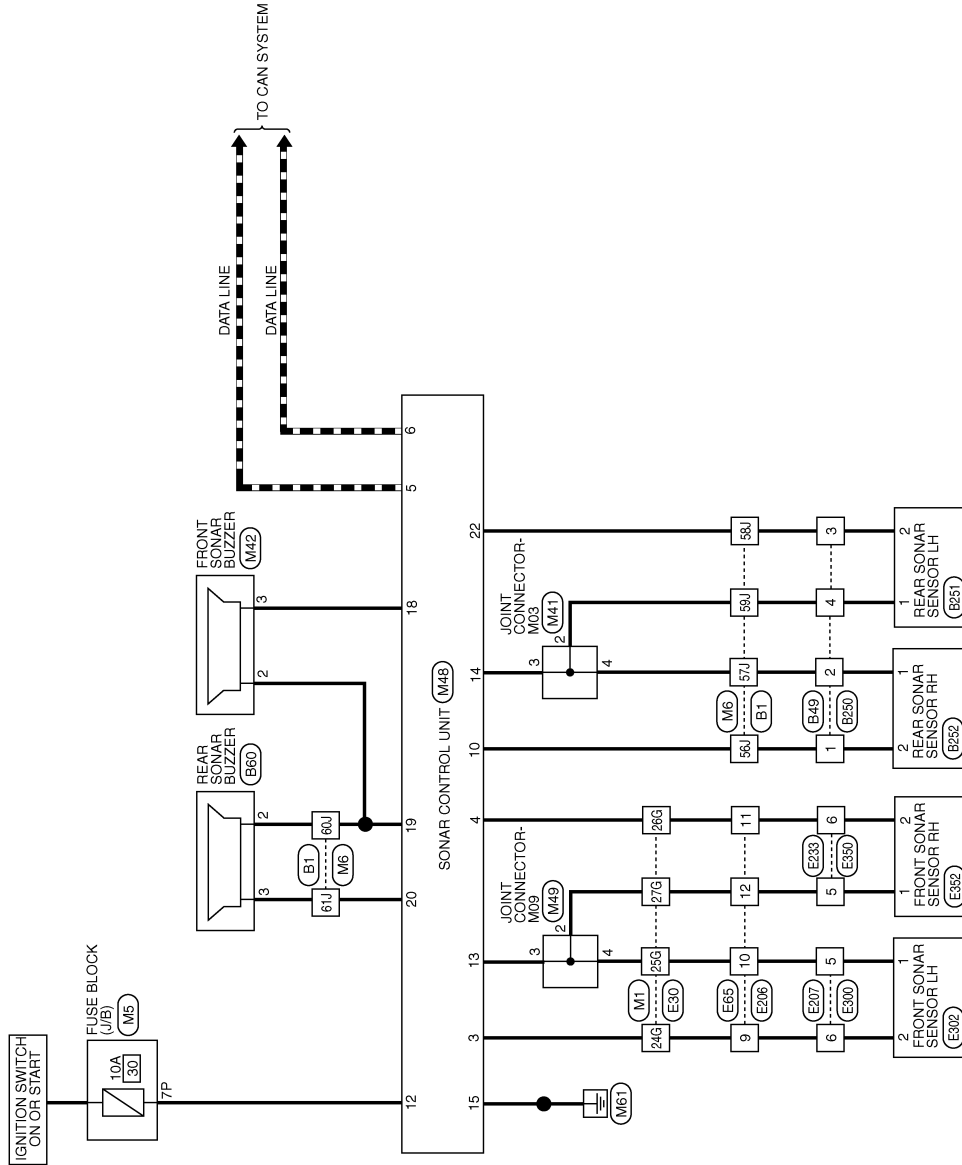 IGNITION SWITCH
ON OR START
FUSE BLOCK
(J/B)
M5
10A
30
7P
REAR
SONAR
BUZZER
B60
3
2
61J
60J
B1
M6
FRONT
SONAR
BUZZER
M42
2
3
DATA LINE
DATA LINE
TO CAN SYSTEM
12
20
19
18
5
6
SONAR CONTROL UNIT
M48
15
3
13
4
10
14
22
M61
JOINT
CONNECTOR-
M09
M49
3
2
4
JOINT
CONNECTOR-
M03
M41
3
2
4
24G
25G
27G
26G
M1
E30
9
10
12
11
E65
E206
6
5
5
6
E207
E300
E233
E350
56J
57J
59J
58J
M6
B1
1
2
4
3
B49
B250
2
1
FRONT SONAR
SENSOR LH
E302
1
2
FRONT SONAR
SENSOR RH
E352
2
1
REAR SONAR
SENSOR RH
B252
1
2
REAR SONAR
SENSOR LH
B251